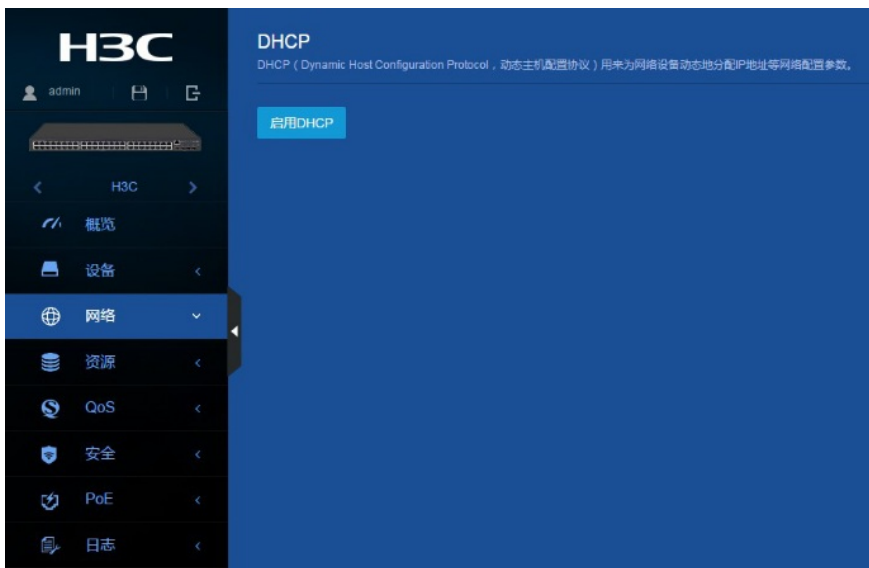 H3C
admin
H3C
概览
设备
网络
资源
QoS
安全
PoE
日志
DHCP
DHCP（Dynamic Host Configuration Protocol，动态主机配置协议）用来为网络设备动态地分配IP地址等网络配置参数。
启用DHCP